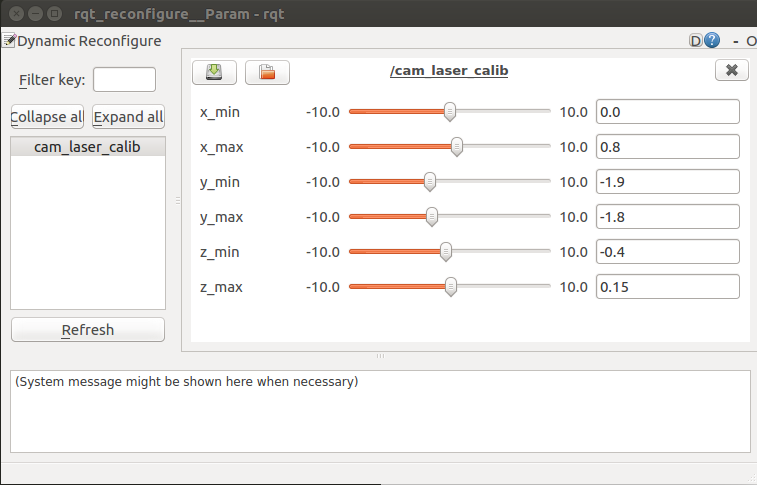 rqt_reconfigure__Param - rqt
Dynamic Reconfigure
D ? - O
Filter key:
Collapse all Expand all
cam_laser_calib
Refresh
/cam_laser_calib
x_min -10.0 10.0 0.0
x_max -10.0 10.0 0.8
y_min -10.0 10.0 -1.9
y_max -10.0 10.0 -1.8
z_min -10.0 10.0 -0.4
z_max -10.0 10.0 0.15
(System message might be shown here when necessary)